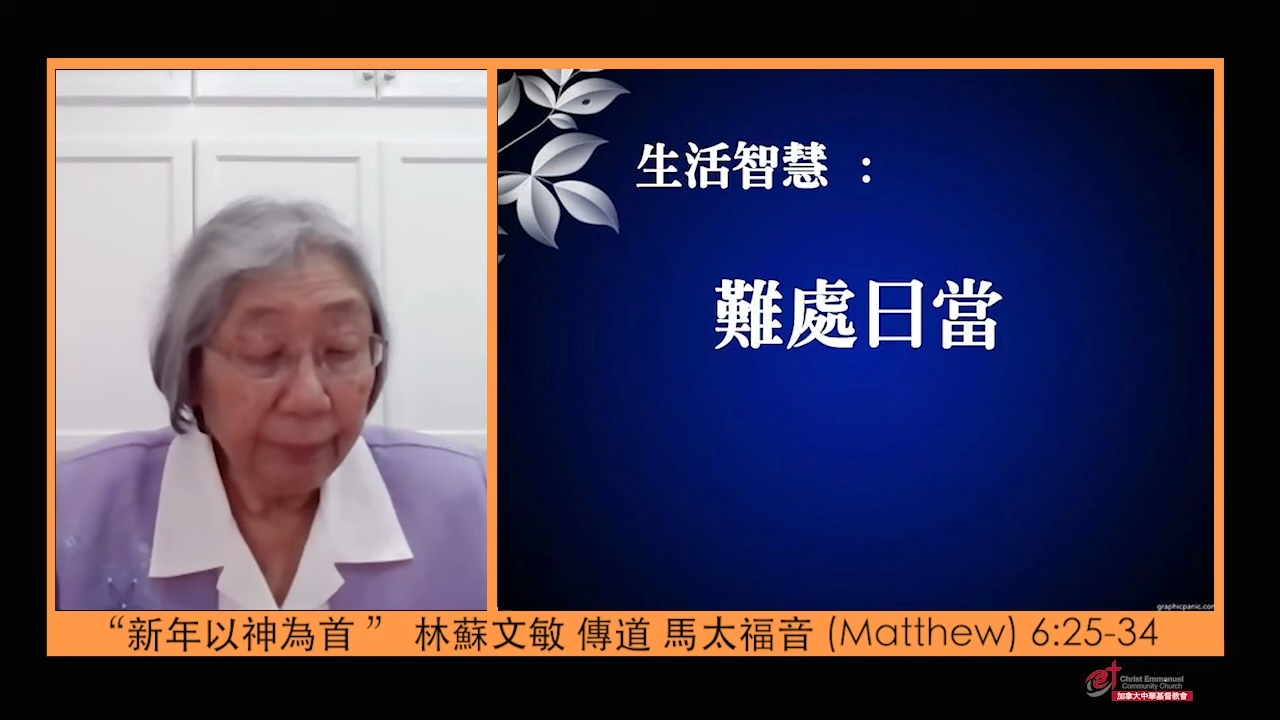 生活智慧 ：
難處日當
graphicpanic.com
“新年以神為首 ” 林蘇文敏 傳道 馬太福音 (Matthew) 6:25-34
Christ Emmanuel
Community Church
加拿大中華基督教會